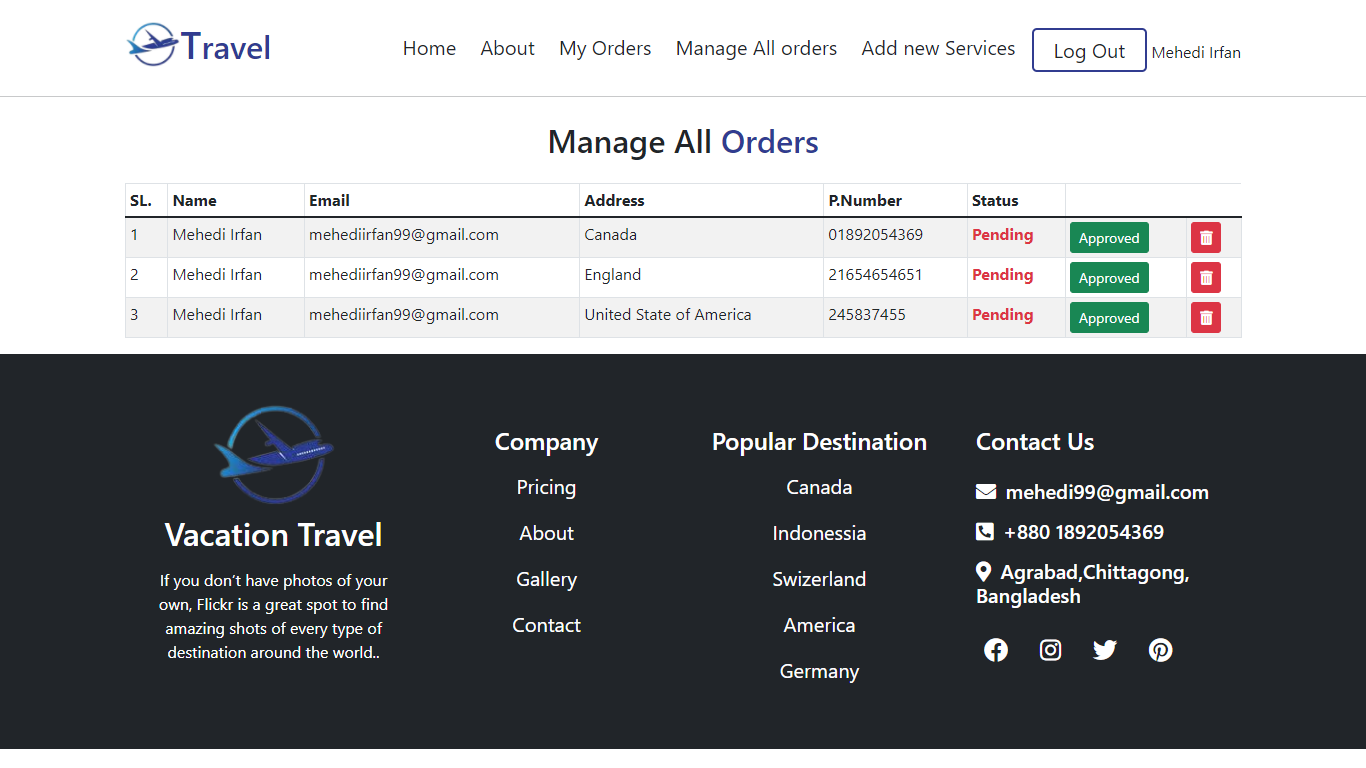 Travel
Home About My Orders Manage All orders Add new Services Log Out Mehedi Irfan
Manage All Orders
SL. Name Email Address P.Number Status
1 Mehedi Irfan mehediirfan99@gmail.com Canada 01892054369 Pending Approved
2 Mehedi Irfan mehediirfan99@gmail.com England 21654654651 Pending Approved
3 Mehedi Irfan mehediirfan99@gmail.com United State of America 245837455 Pending Approved
Vacation Travel
If you don’t have photos of your
own, Flickr is a great spot to find
amazing shots of every type of
destination around the world..
Company
Pricing
About
Gallery
Contact
Popular Destination
Canada
Indonessia
Swizerland
America
Germany
Contact Us
mehedi99@gmail.com
+880 1892054369
Agrabad,Chittagong,
Bangladesh